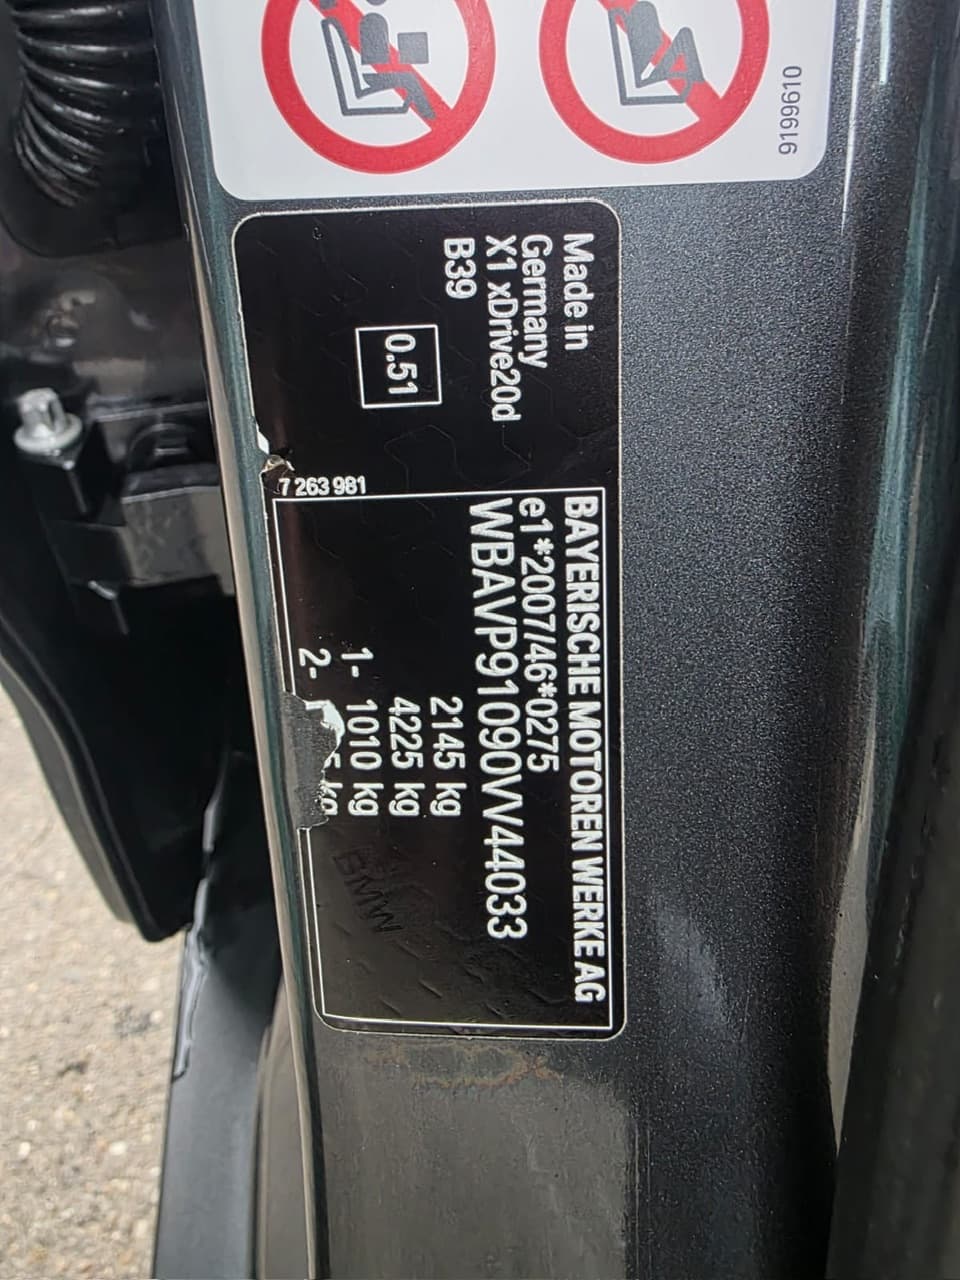 9199610
Made in
Germany
X1 xDrive20d
B39
0.51
7 263 981
BAYERISCHE MOTOREN WERKE AG
e1*2007/46*0275
WBAVP91090VV44033
2145 kg
4225 kg
1- 1010 kg
2- kg
BMW